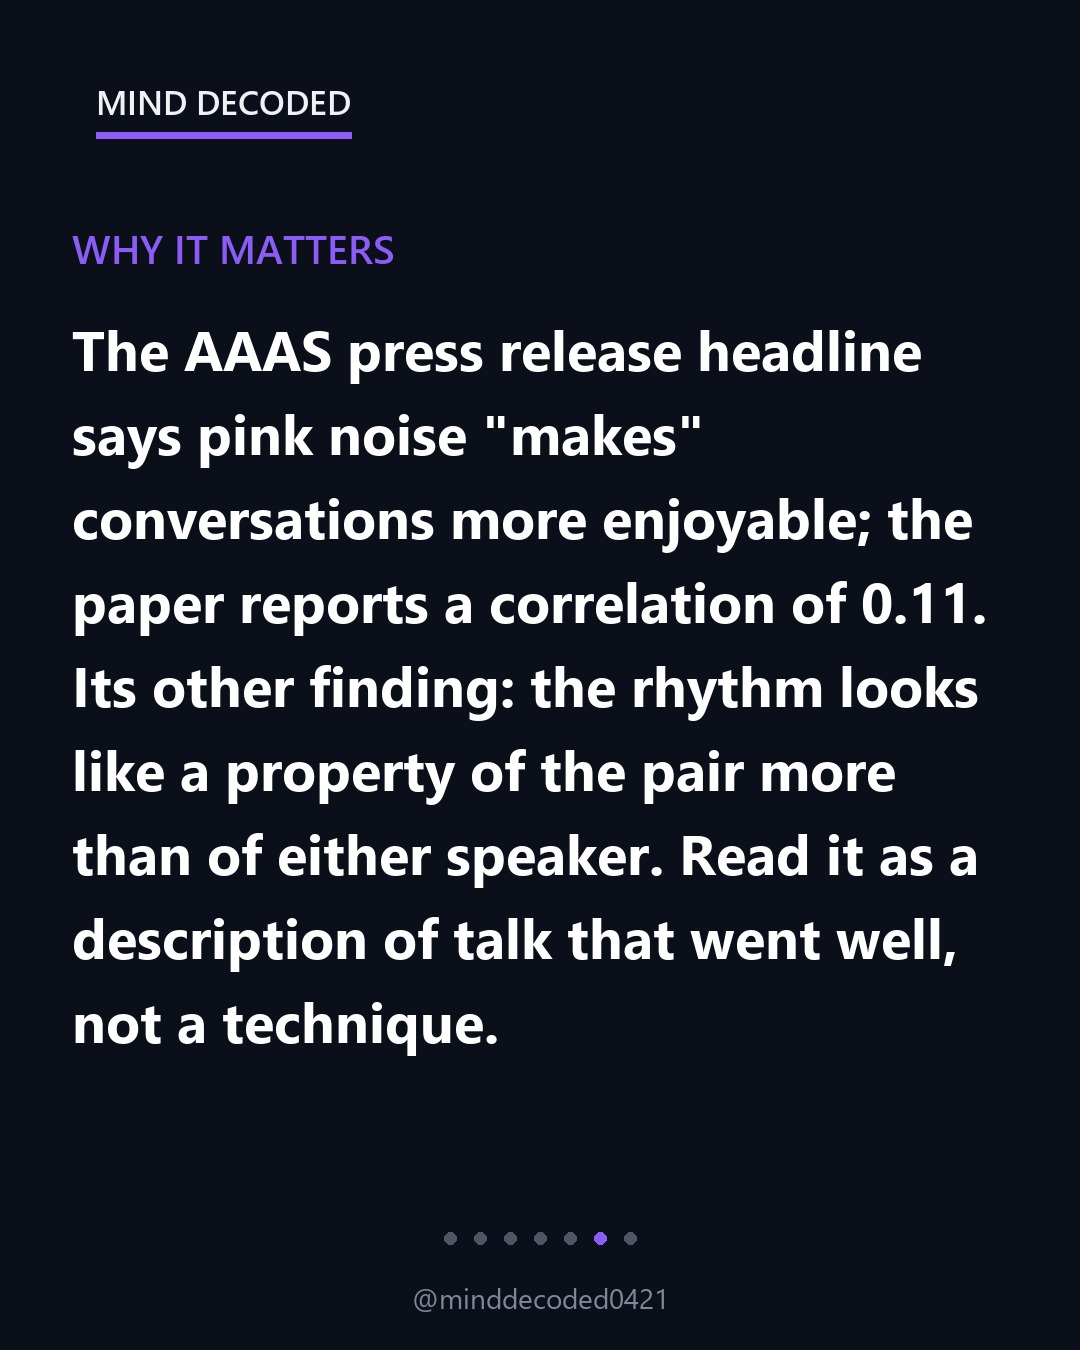 MIND DECODED
WHY IT MATTERS
The AAAS press release headline
says pink noise "makes"
conversations more enjoyable; the
paper reports a correlation of 0.11.
Its other finding: the rhythm looks
like a property of the pair more
than of either speaker. Read it as a
description of talk that went well,
not a technique.
@minddecoded0421